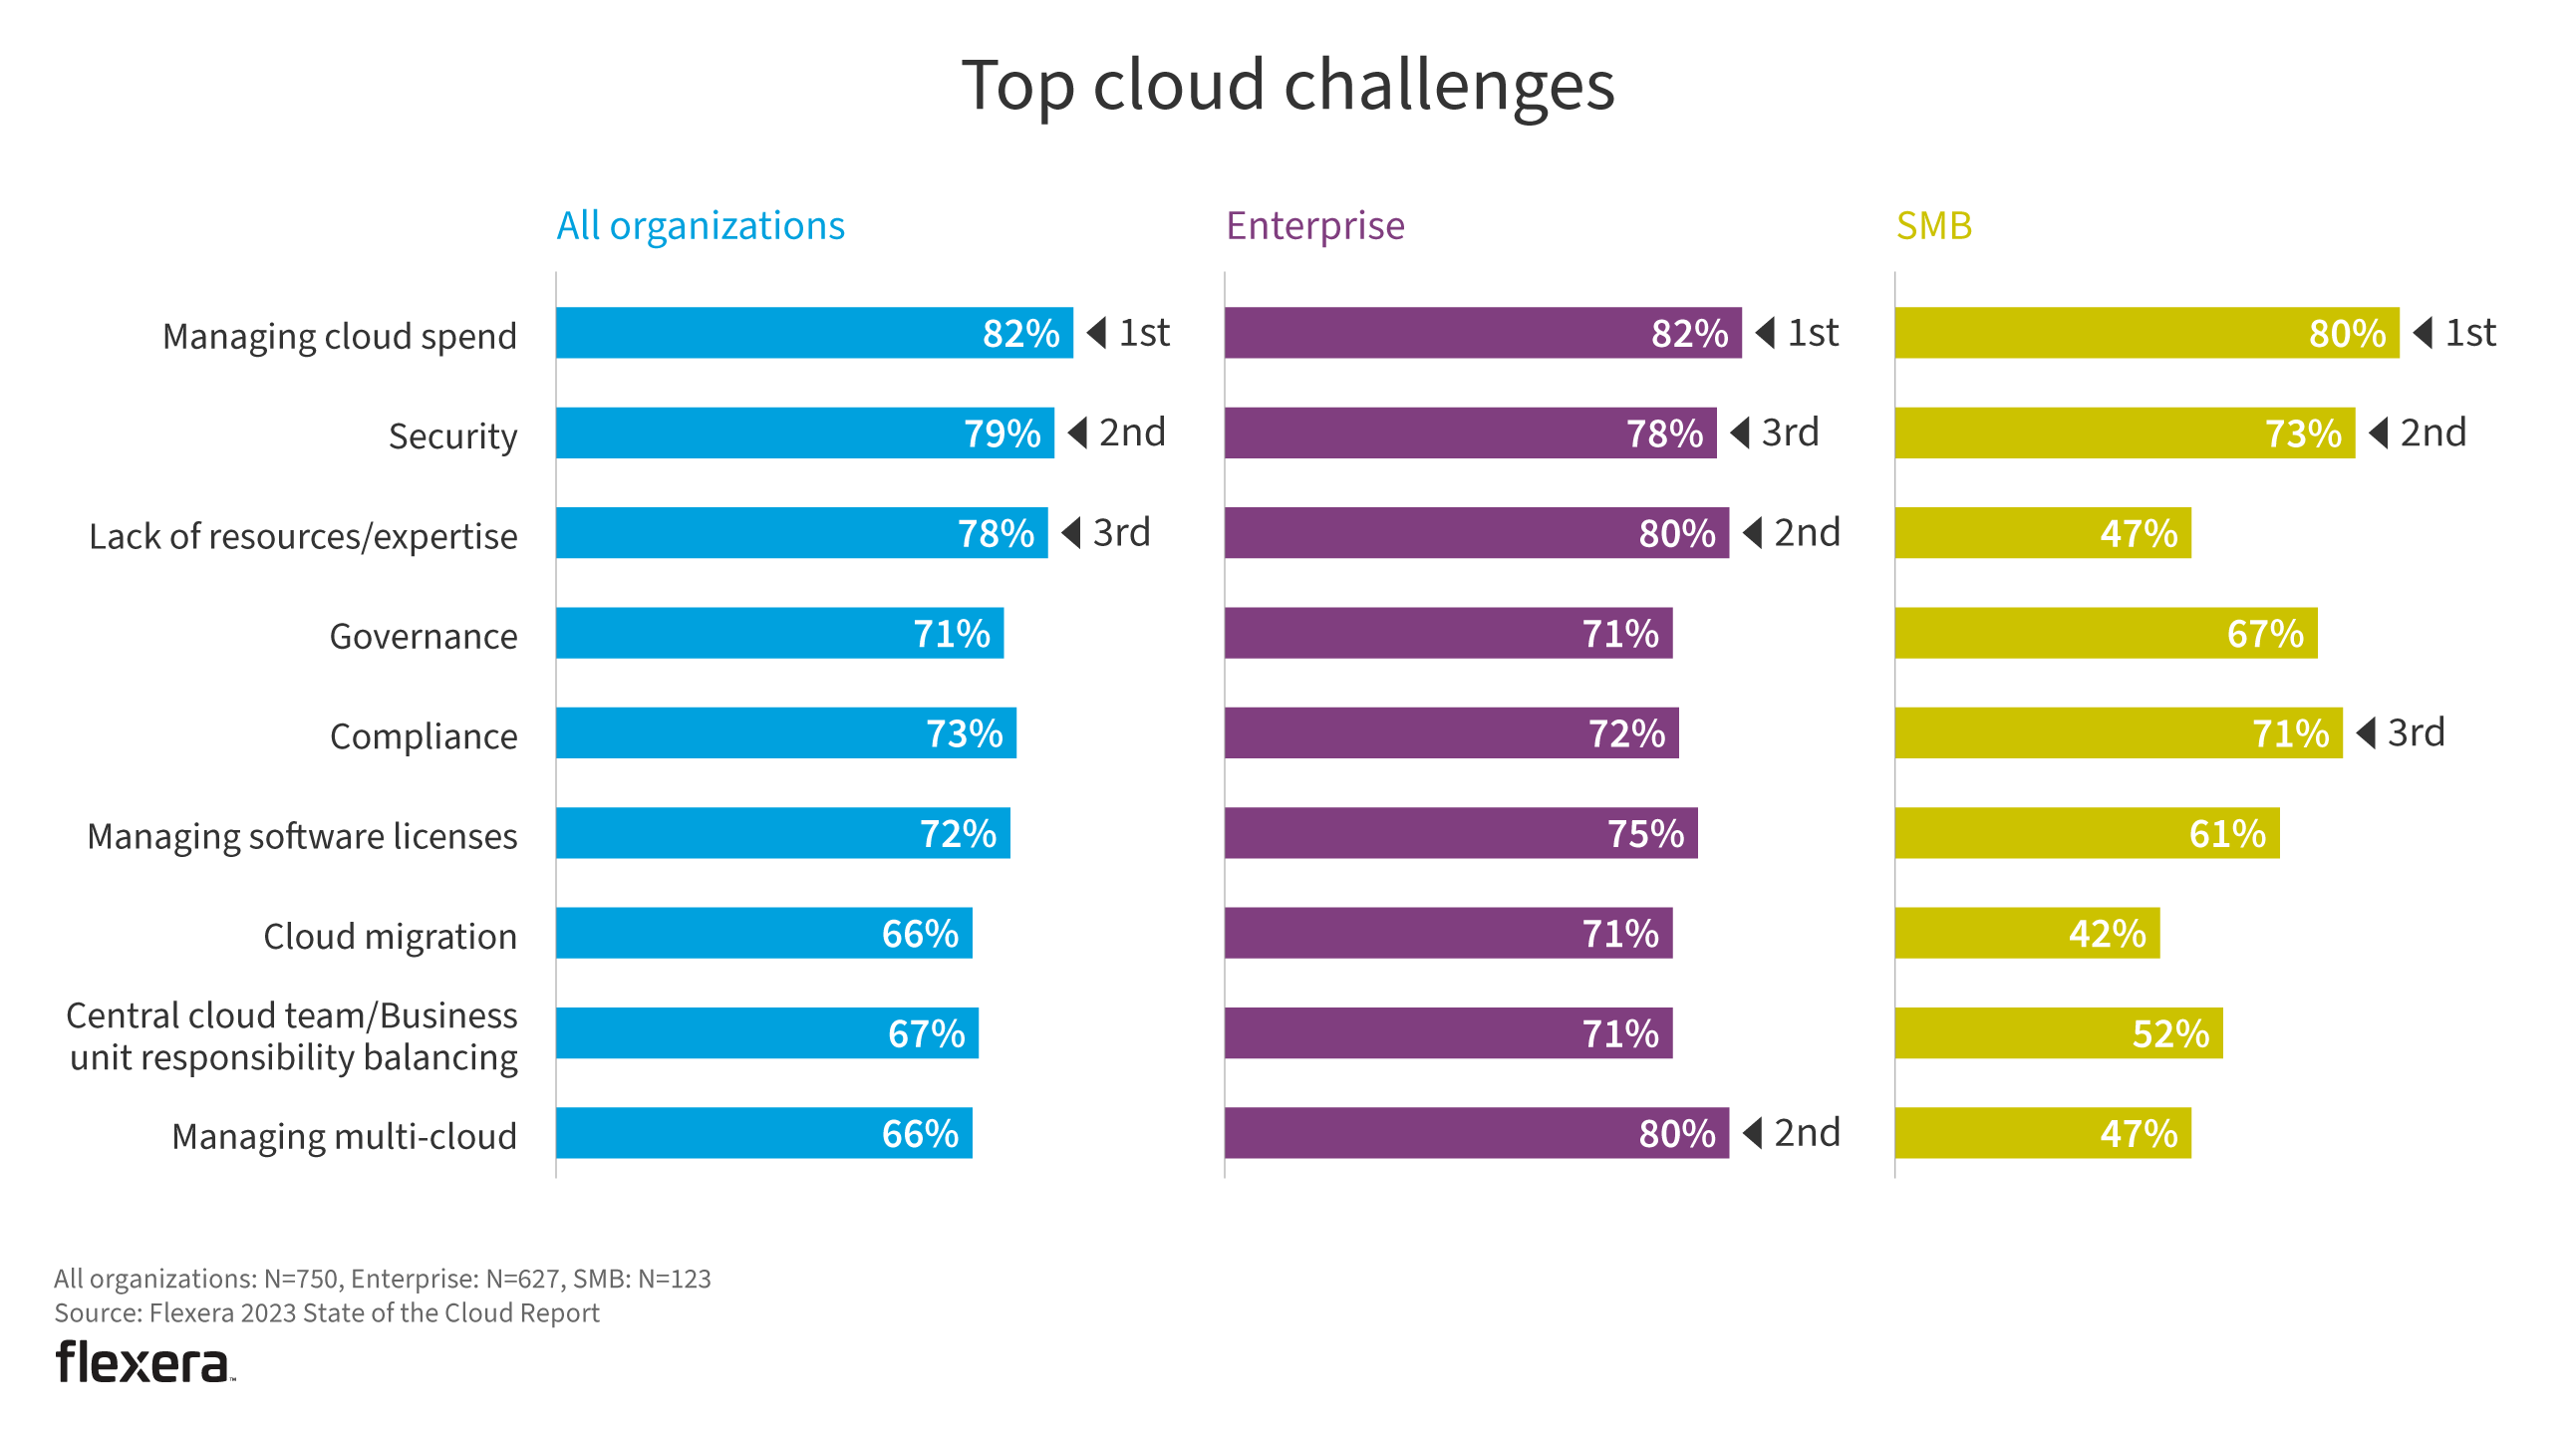 Top cloud challenges
All organizations
Enterprise
SMB
Managing cloud spend 82% 1st 82% 1st 80% 1st
Security 79% 2nd 78% 3rd 73% 2nd
Lack of resources/expertise 78% 3rd 80% 2nd 47%
Governance 71% 71% 67%
Compliance 73% 72% 71% 3rd
Managing software licenses 72% 75% 61%
Cloud migration 66% 71% 42%
Central cloud team/Business
unit responsibility balancing 67% 71% 52%
Managing multi-cloud 66% 80% 2nd 47%
All organizations: N=750, Enterprise: N=627, SMB: N=123
Source: Flexera 2023 State of the Cloud Report
flexera™